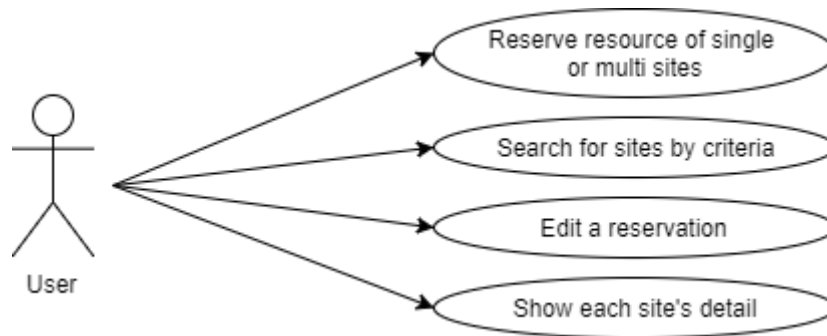 Reserve resource of single
or multi sites
Search for sites by criteria
Edit a reservation
User
Show each site's detail